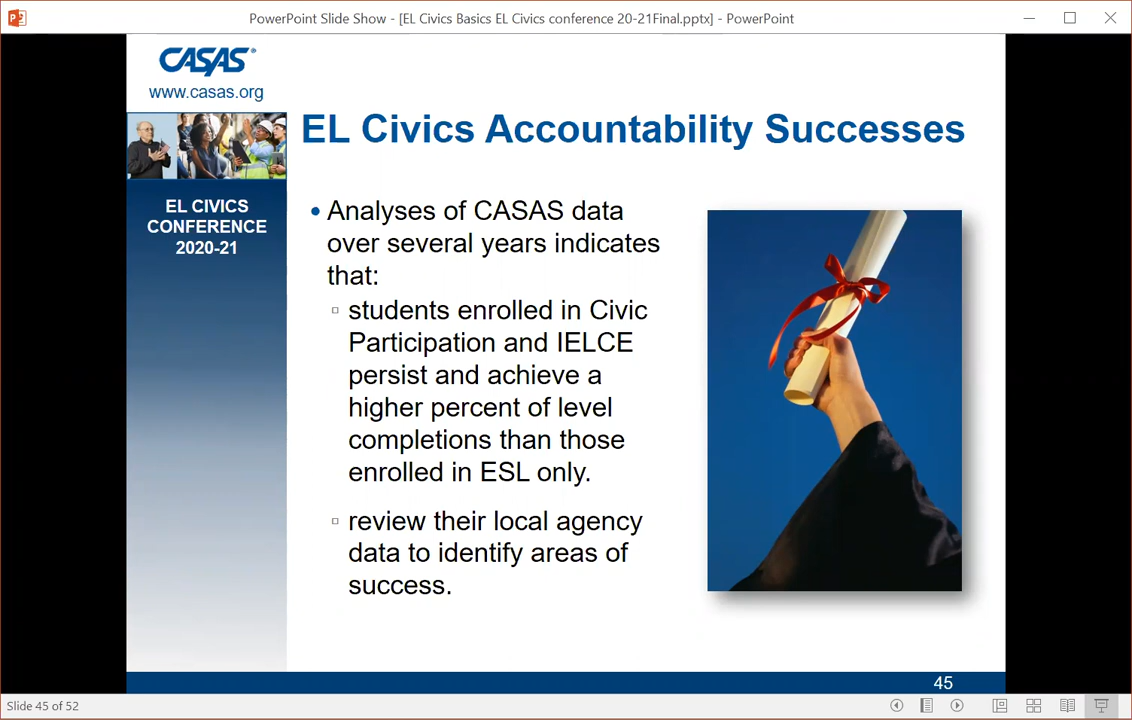 PowerPoint Slide Show - [EL Civics Basics EL Civics conference 20-21Final.pptx] - PowerPoint
CASAS®
www.casas.org
EL CIVICS
CONFERENCE
2020-21
EL Civics Accountability Successes
• Analyses of CASAS data
over several years indicates
that:
▫ students enrolled in Civic
Participation and IELCE
persist and achieve a
higher percent of level
completions than those
enrolled in ESL only.
▫ review their local agency
data to identify areas of
success.
45
Slide 45 of 52